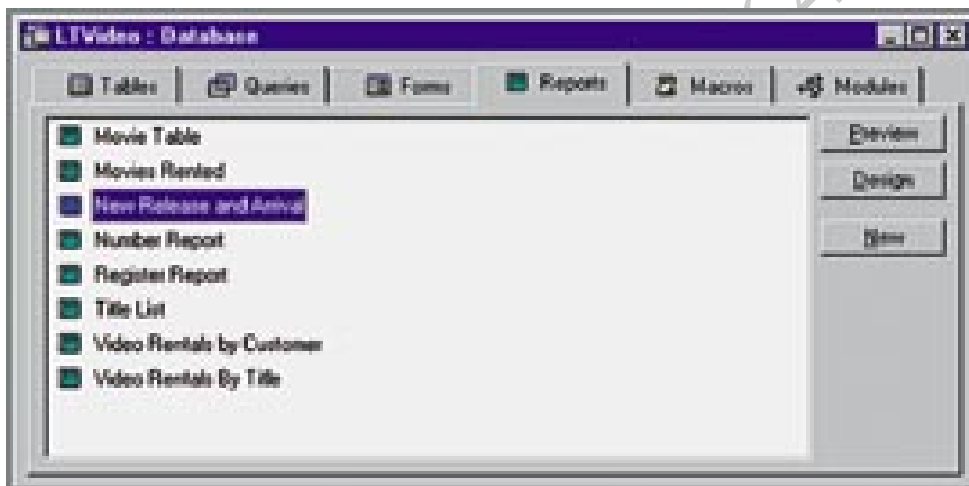 LTVideo : Database
Tables Queries Forms Reports Macros Modules
Movie Table
Movies Rented
New Release and Arrival
Number Report
Register Report
Title List
Video Rentals by Customer
Video Rentals By Title
Preview
Design
New